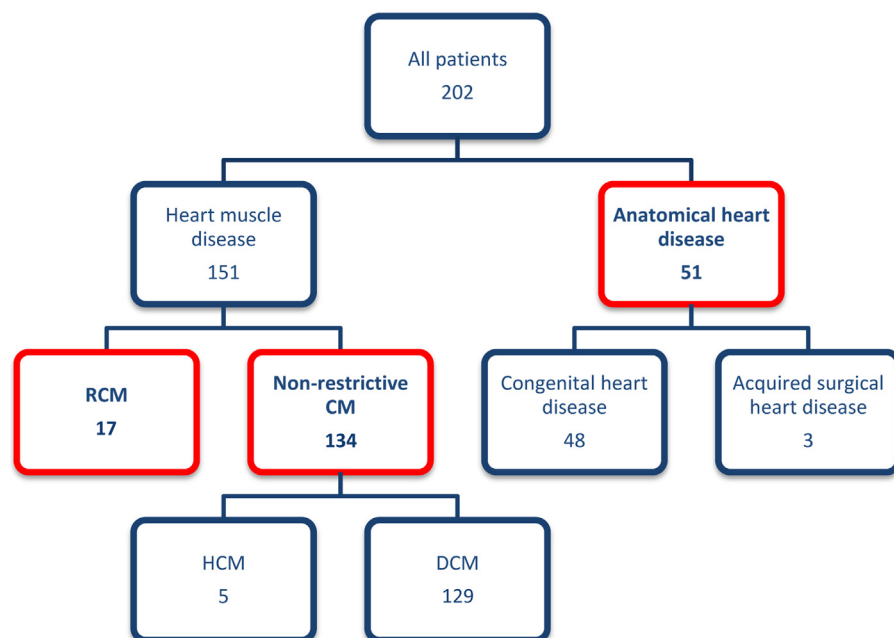 All patients
202
Heart muscle
disease
151
Anatomical heart
disease
51
RCM
17
Non-restrictive
CM
134
Congenital heart
disease
48
Acquired surgical
heart disease
3
HCM
5
DCM
129